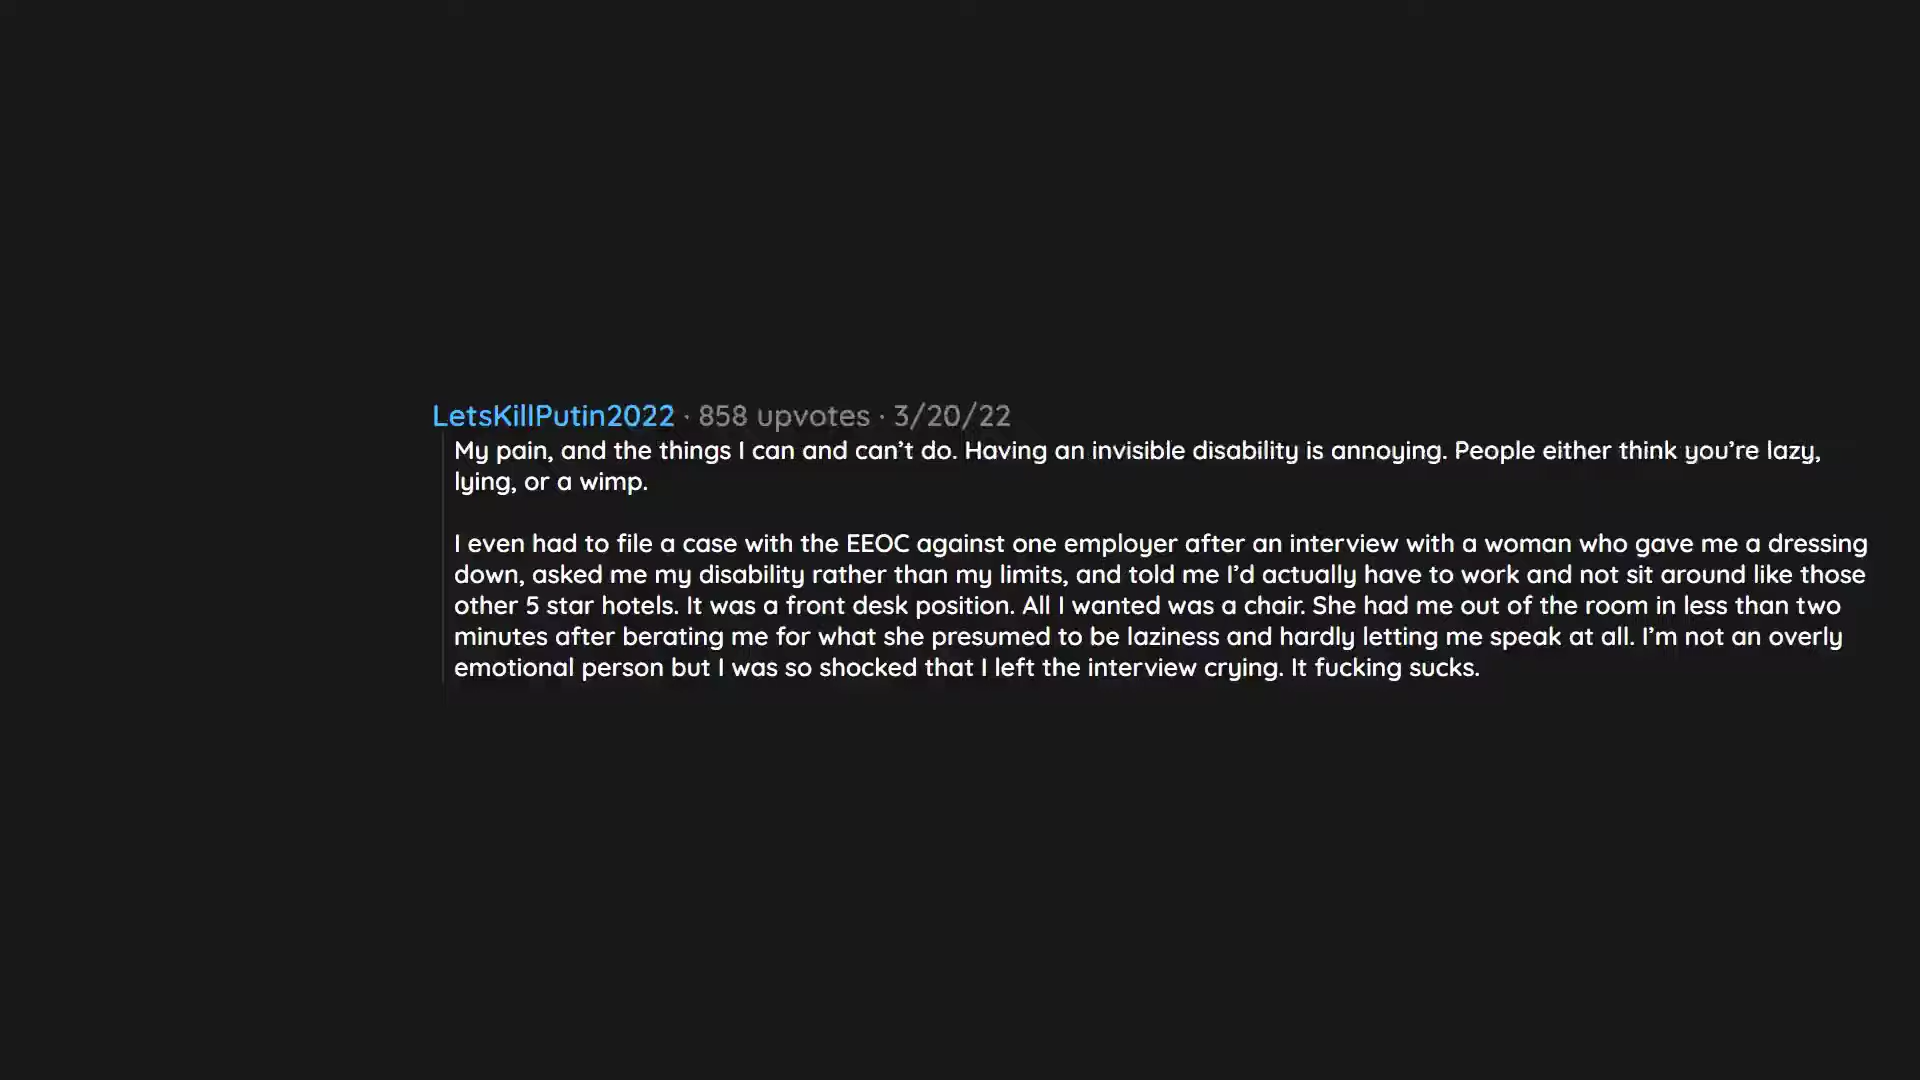 LetsKillPutin2022 · 858 upvotes · 3/20/22
My pain, and the things I can and can’t do. Having an invisible disability is annoying. People either think you’re lazy,
lying, or a wimp.
I even had to file a case with the EEOC against one employer after an interview with a woman who gave me a dressing
down, asked me my disability rather than my limits, and told me I’d actually have to work and not sit around like those
other 5 star hotels. It was a front desk position. All I wanted was a chair. She had me out of the room in less than two
minutes after berating me for what she presumed to be laziness and hardly letting me speak at all. I’m not an overly
emotional person but I was so shocked that I left the interview crying. It fucking sucks.